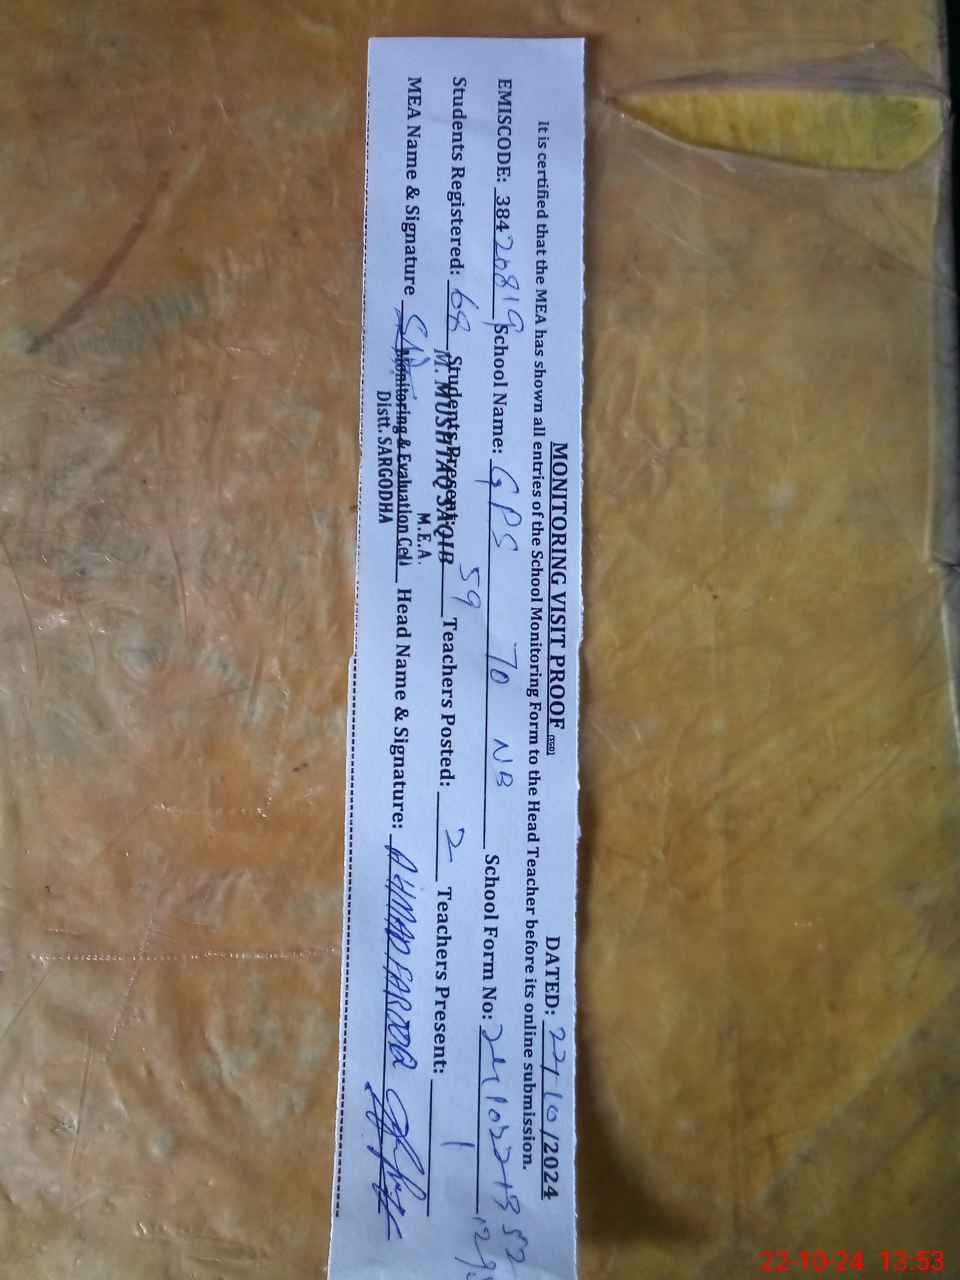 MONITORING VISIT PROOF (SGD) DATED: 22/10/2024
It is certified that the MEA has shown all entries of the School Monitoring Form to the Head Teacher before its online submission.
EMISCODE: 38420819 School Name: GPS 70 NB School Form No:
Students Registered: 68 Students Present: 59 Teachers Posted: 2 Teachers Present: 1
M. MUSHTAQ SAQIB
M.E.A.
MEA Name & Signature Head Name & Signature: AHMAD FAROOQ
Monitoring & Evaluation Cell
Distt. SARGODHA
22-10-24 13:53